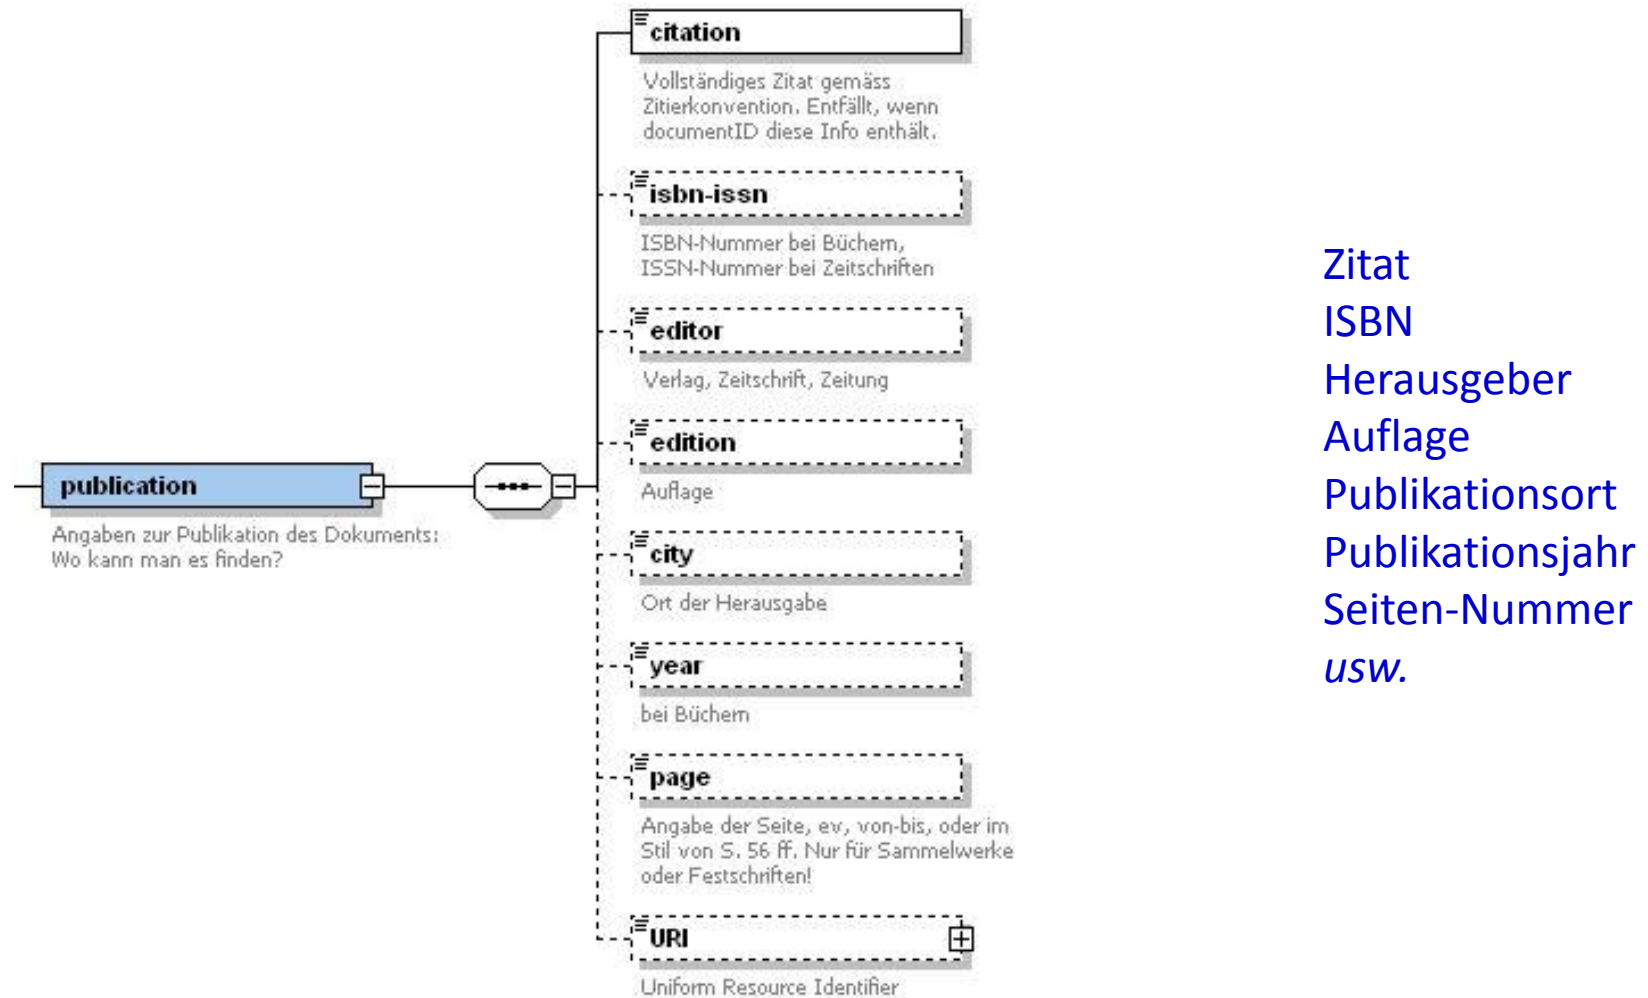 citation
Vollständiges Zitat gemäss
Zitierkonvention. Entfällt, wenn
documentID diese Info enthält.
isbn-issn
ISBN-Nummer bei Büchern,
ISSN-Nummer bei Zeitschriften
editor
Verlag, Zeitschrift, Zeitung
edition
Auflage
publication
Angaben zur Publikation des Dokuments:
Wo kann man es finden?
city
Ort der Herausgabe
year
bei Büchern
page
Angabe der Seite, ev, von-bis, oder im
Stil von S. 56 ff. Nur für Sammelwerke
oder Festschriften!
URI
Uniform Resource Identifier
Zitat
ISBN
Herausgeber
Auflage
Publikationsort
Publikationsjahr
Seiten-Nummer
usw.